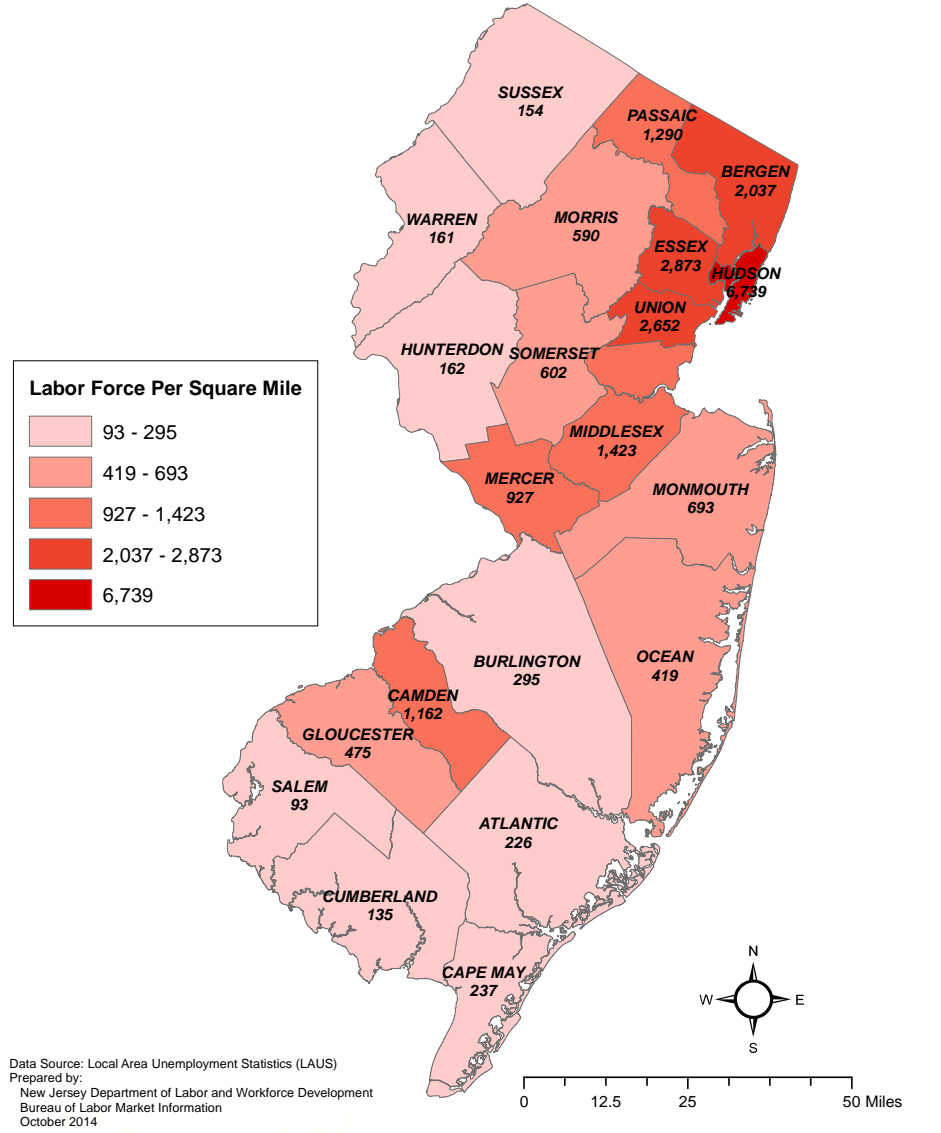 SUSSEX
154
PASSAIC
1,290
BERGEN
2,037
WARREN
161
MORRIS
590
ESSEX
2,873
HUDSON
6,739
UNION
2,652
HUNTERDON
162
SOMERSET
602
Labor Force Per Square Mile
93 - 295
419 - 693
927 - 1,423
2,037 - 2,873
6,739
MIDDLESEX
1,423
MERCER
927
MONMOUTH
693
BURLINGTON
295
OCEAN
419
CAMDEN
1,162
GLOUCESTER
475
SALEM
93
ATLANTIC
226
CUMBERLAND
135
CAPE MAY
237
N
W E
S
Data Source: Local Area Unemployment Statistics (LAUS)
Prepared by:
New Jersey Department of Labor and Workforce Development
Bureau of Labor Market Information
October 2014
0 12.5 25 50 Miles